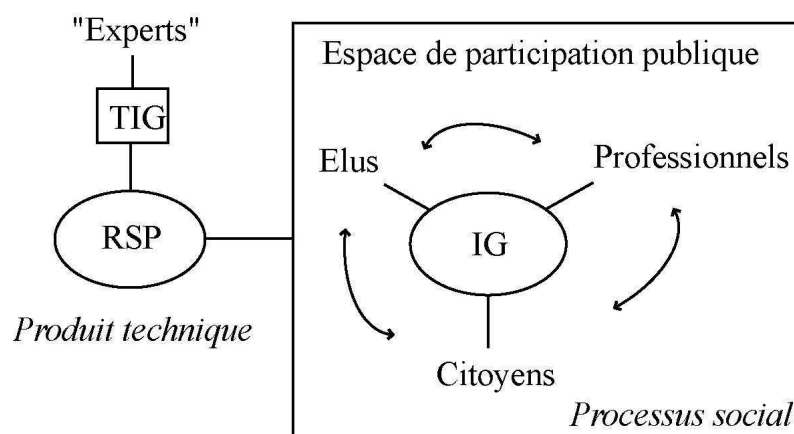 "Experts"
TIG
RSP
Produit technique
Espace de participation publique
Elus
Professionnels
IG
Citoyens
Processus social